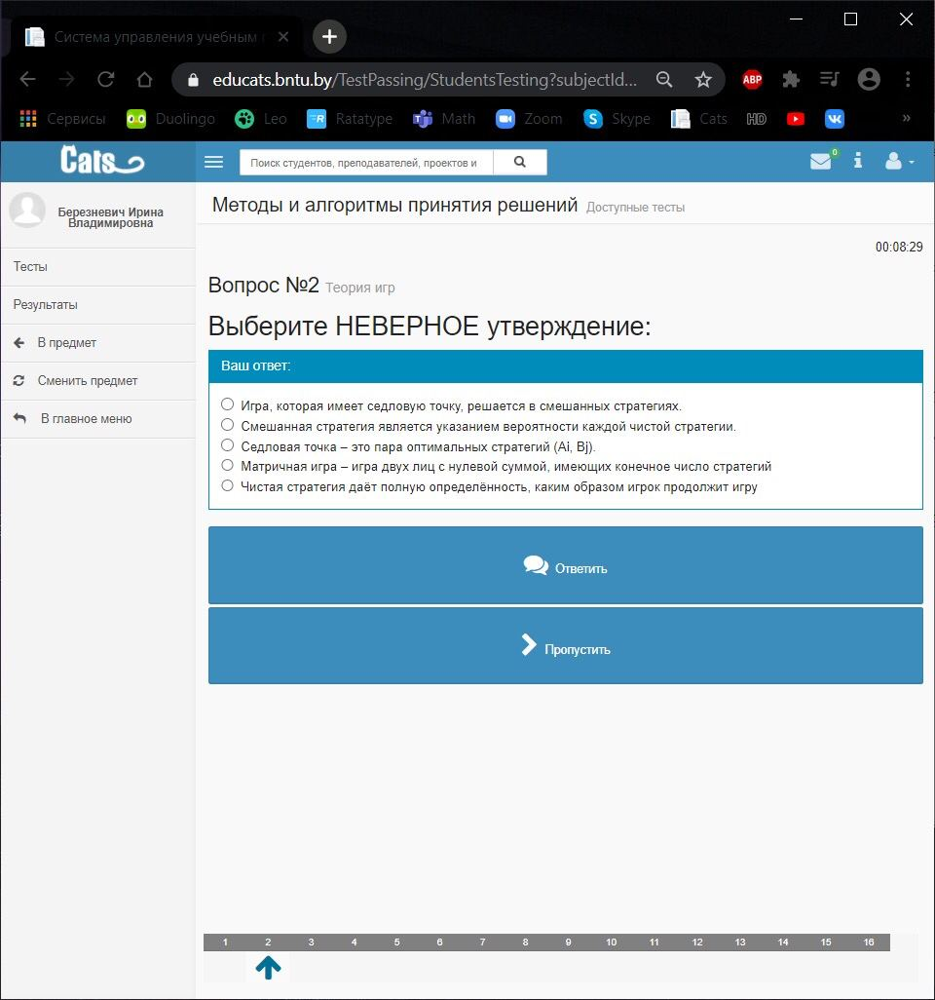 Система управления учебным
educats.bntu.by/TestPassing/StudentsTesting?subjectId...
ABP
Сервисы
Duolingo
Leo
Ratatype
Math
Zoom
Skype
Cats
HD
»
Cats
Поиск студентов, преподавателей, проектов и
0
Березневич Ирина
Владимировна
Методы и алгоритмы принятия решений Доступные тесты
00:08:29
Тесты
Результаты
В предмет
Сменить предмет
В главное меню
Вопрос №2 Теория игр
Выберите НЕВЕРНОЕ утверждение:
Ваш ответ:
Игра, которая имеет седловую точку, решается в смешанных стратегиях.
Смешанная стратегия является указанием вероятности каждой чистой стратегии.
Седловая точка – это пара оптимальных стратегий (Ai, Bj).
Матричная игра – игра двух лиц с нулевой суммой, имеющих конечное число стратегий
Чистая стратегия даёт полную определённость, каким образом игрок продолжит игру
Ответить
Пропустить
1 2 3 4 5 6 7 8 9 10 11 12 13 14 15 16